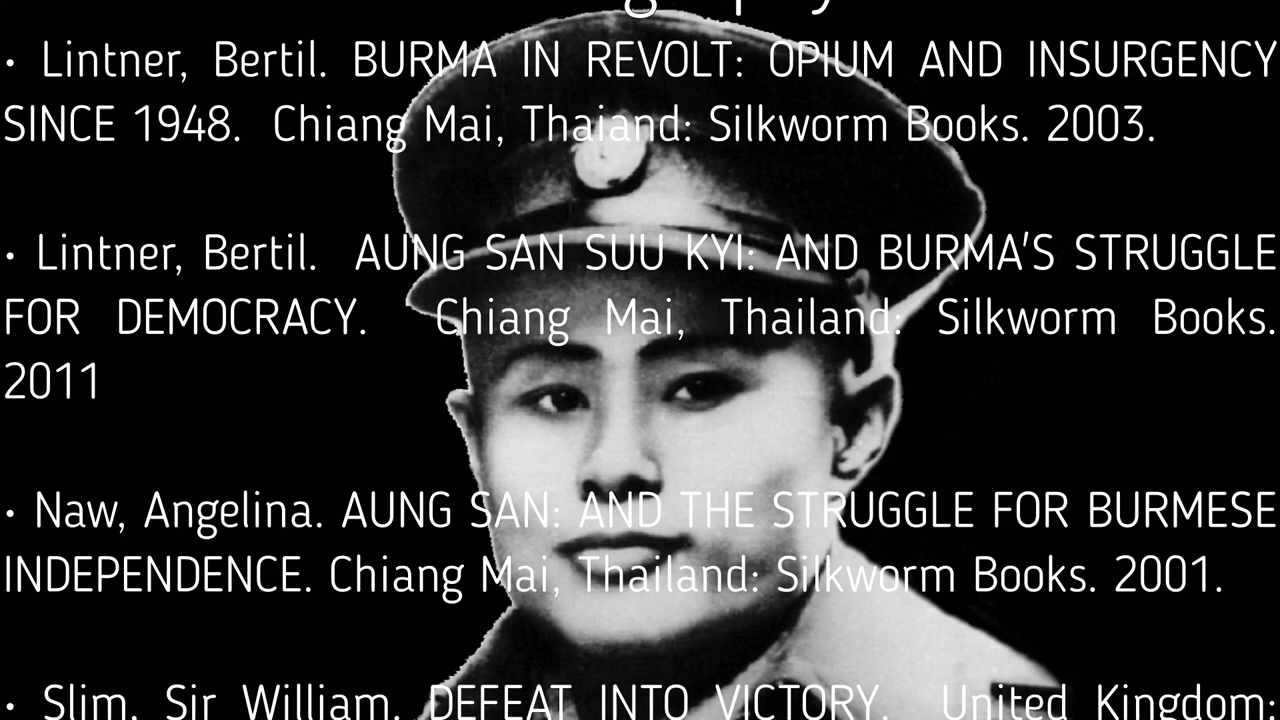 • Lintner, Bertil. BURMA IN REVOLT: OPIUM AND INSURGENCY
SINCE 1948. Chiang Mai, Thaiand: Silkworm Books. 2003.
• Lintner, Bertil. AUNG SAN SUU KYI: AND BURMA'S STRUGGLE
FOR DEMOCRACY. Chiang Mai, Thailand: Silkworm Books.
2011
• Naw, Angelina. AUNG SAN: AND THE STRUGGLE FOR BURMESE
INDEPENDENCE. Chiang Mai, Thailand: Silkworm Books. 2001.
• Slim, Sir William. DEFEAT INTO VICTORY. United Kingdom: